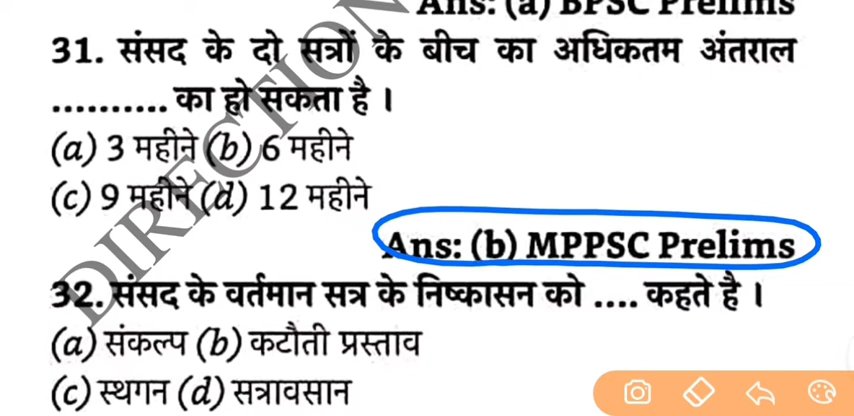 Ans: (a) BPSC Prelims
31. संसद के दो सत्रों के बीच का अधिकतम अंतराल
.......... का हो सकता है ।
(a) 3 महीने (b) 6 महीने
(c) 9 महीने (d) 12 महीने
Ans: (b) MPPSC Prelims
32. संसद के वर्तमान सत्र के निष्कासन को .... कहते है ।
(a) संकल्प (b) कटौती प्रस्ताव
(c) स्थगन (d) सत्रावसान
DIRECTION